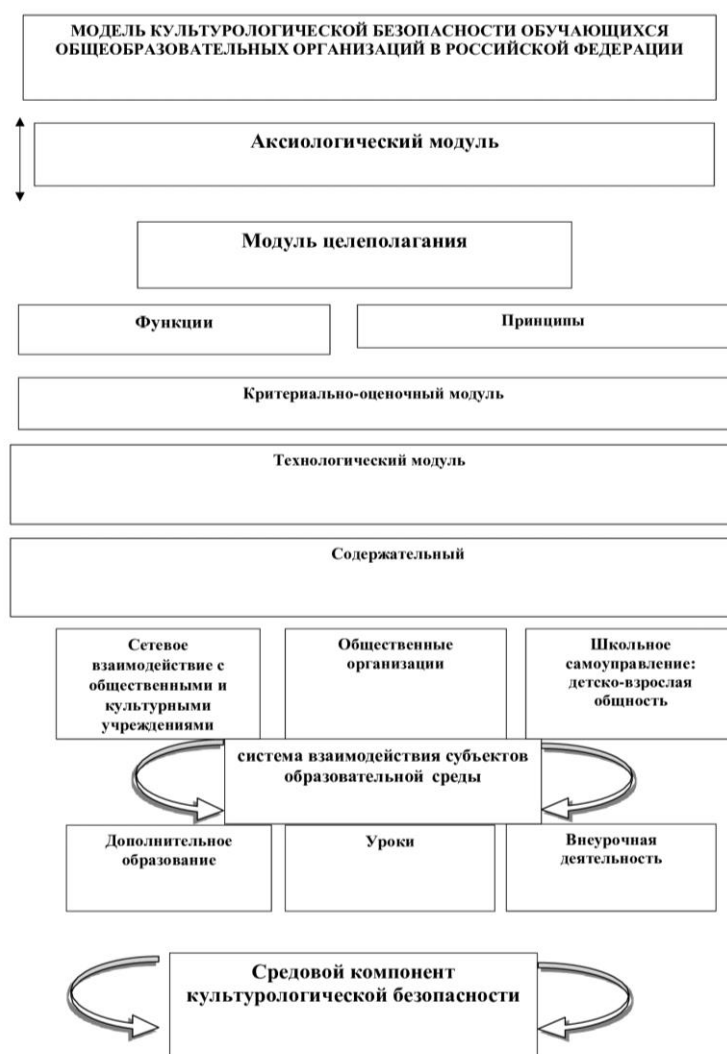 МОДЕЛЬ КУЛЬТУРОЛОГИЧЕСКОЙ БЕЗОПАСНОСТИ ОБУЧАЮЩИХСЯ
ОБЩЕОБРАЗОВАТЕЛЬНЫХ ОРГАНИЗАЦИЙ В РОССИЙСКОЙ ФЕДЕРАЦИИ
Аксиологический модуль
Модуль целеполагания
Функции
Принципы
Критериально-оценочный модуль
Технологический модуль
Содержательный
Сетевое
взаимодействие с
общественными и
культурными
учреждениями
Общественные
организации
Школьное
самоуправление:
детско-взрослая
общность
система взаимодействия субъектов
образовательной среды
Дополнительное
образование
Уроки
Внеурочная
деятельность
Средовой компонент
культурологической безопасности